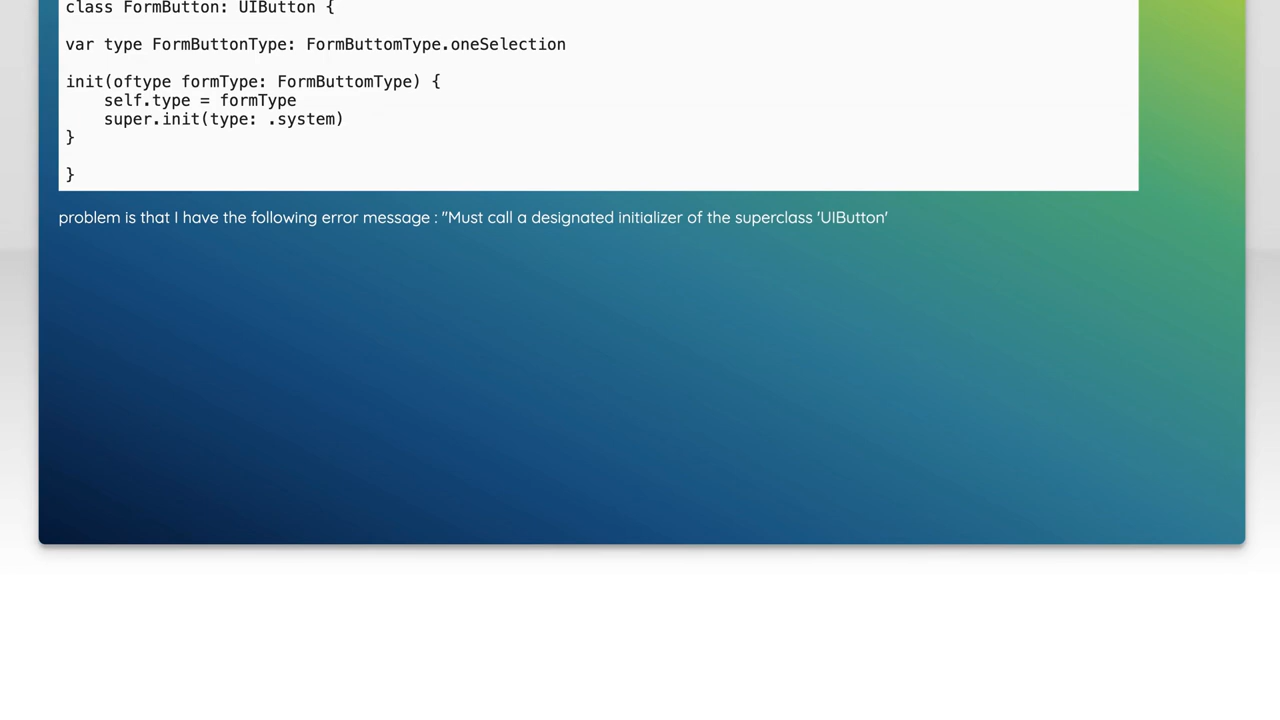 class FormButton: UIButton {
var type FormButtonType: FormButtomType.oneSelection
init(oftype formType: FormButtomType) {
    self.type = formType
    super.init(type: .system)
}
}
problem is that I have the following error message : "Must call a designated initializer of the superclass 'UIButton'